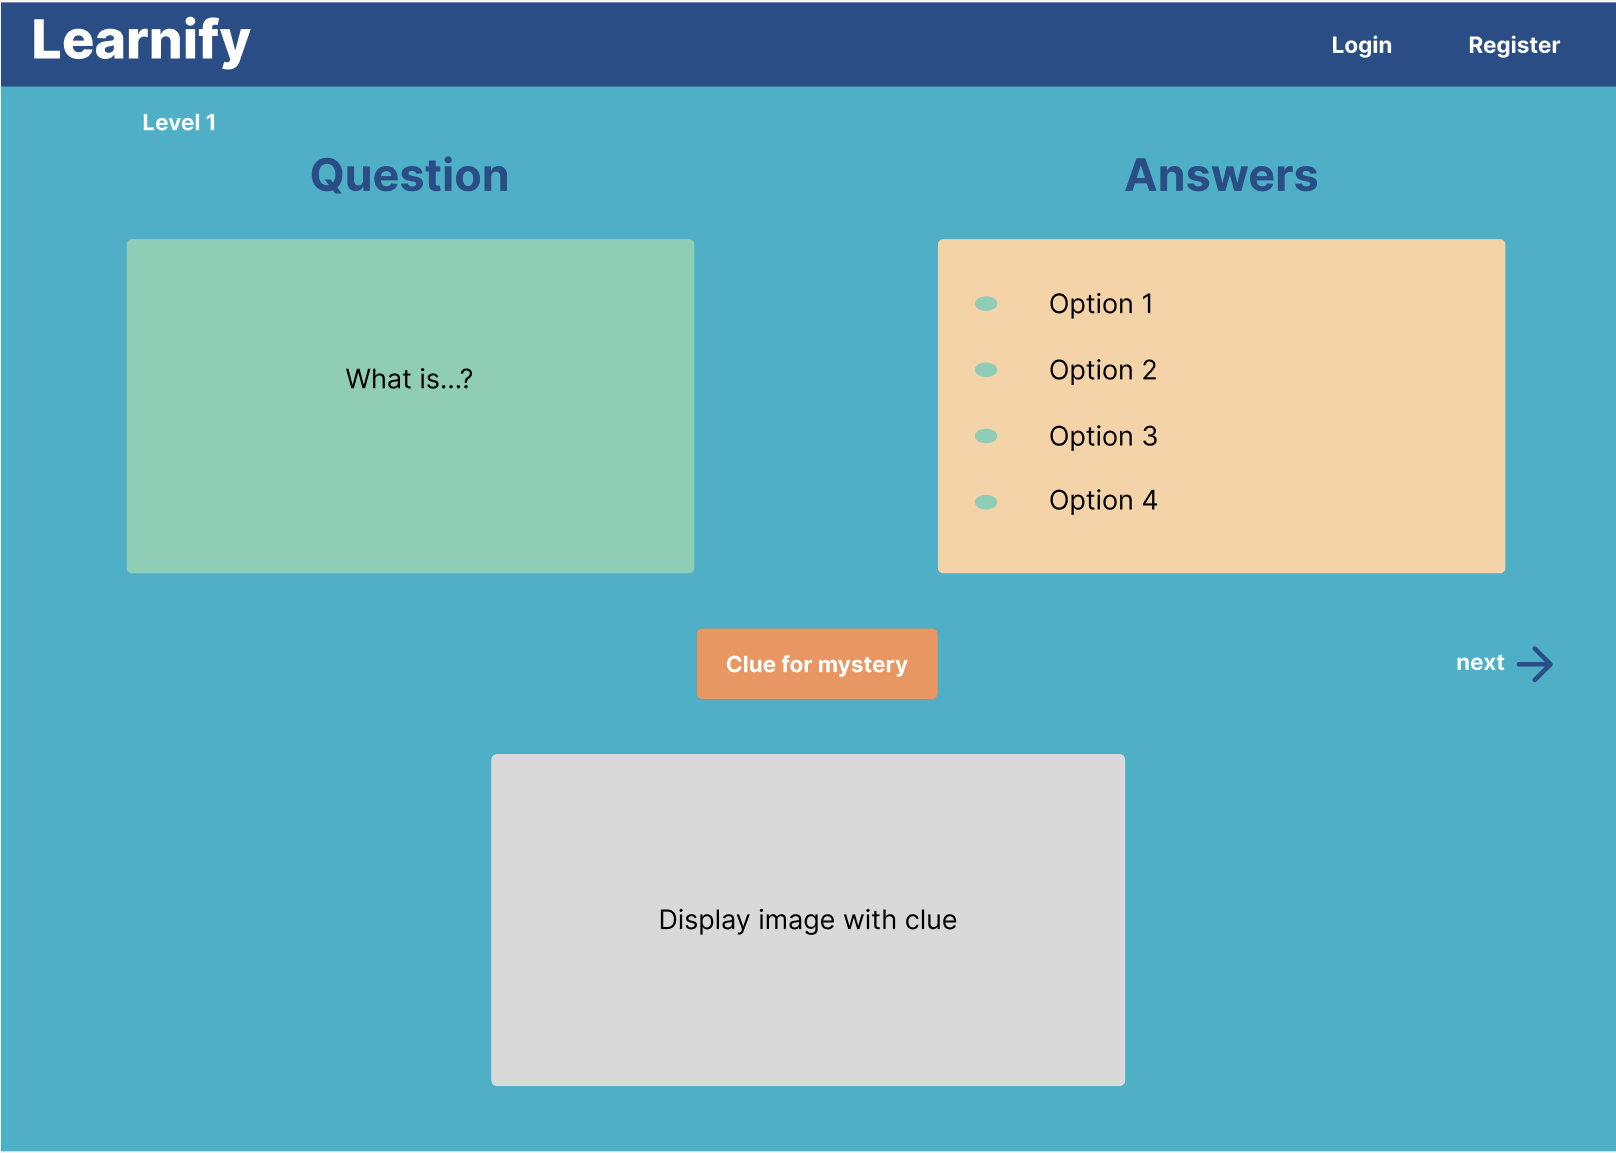 Learnify
Login
Register
Level 1
Question
Answers
What is...?
Option 1
Option 2
Option 3
Option 4
Clue for mystery
next
Display image with clue